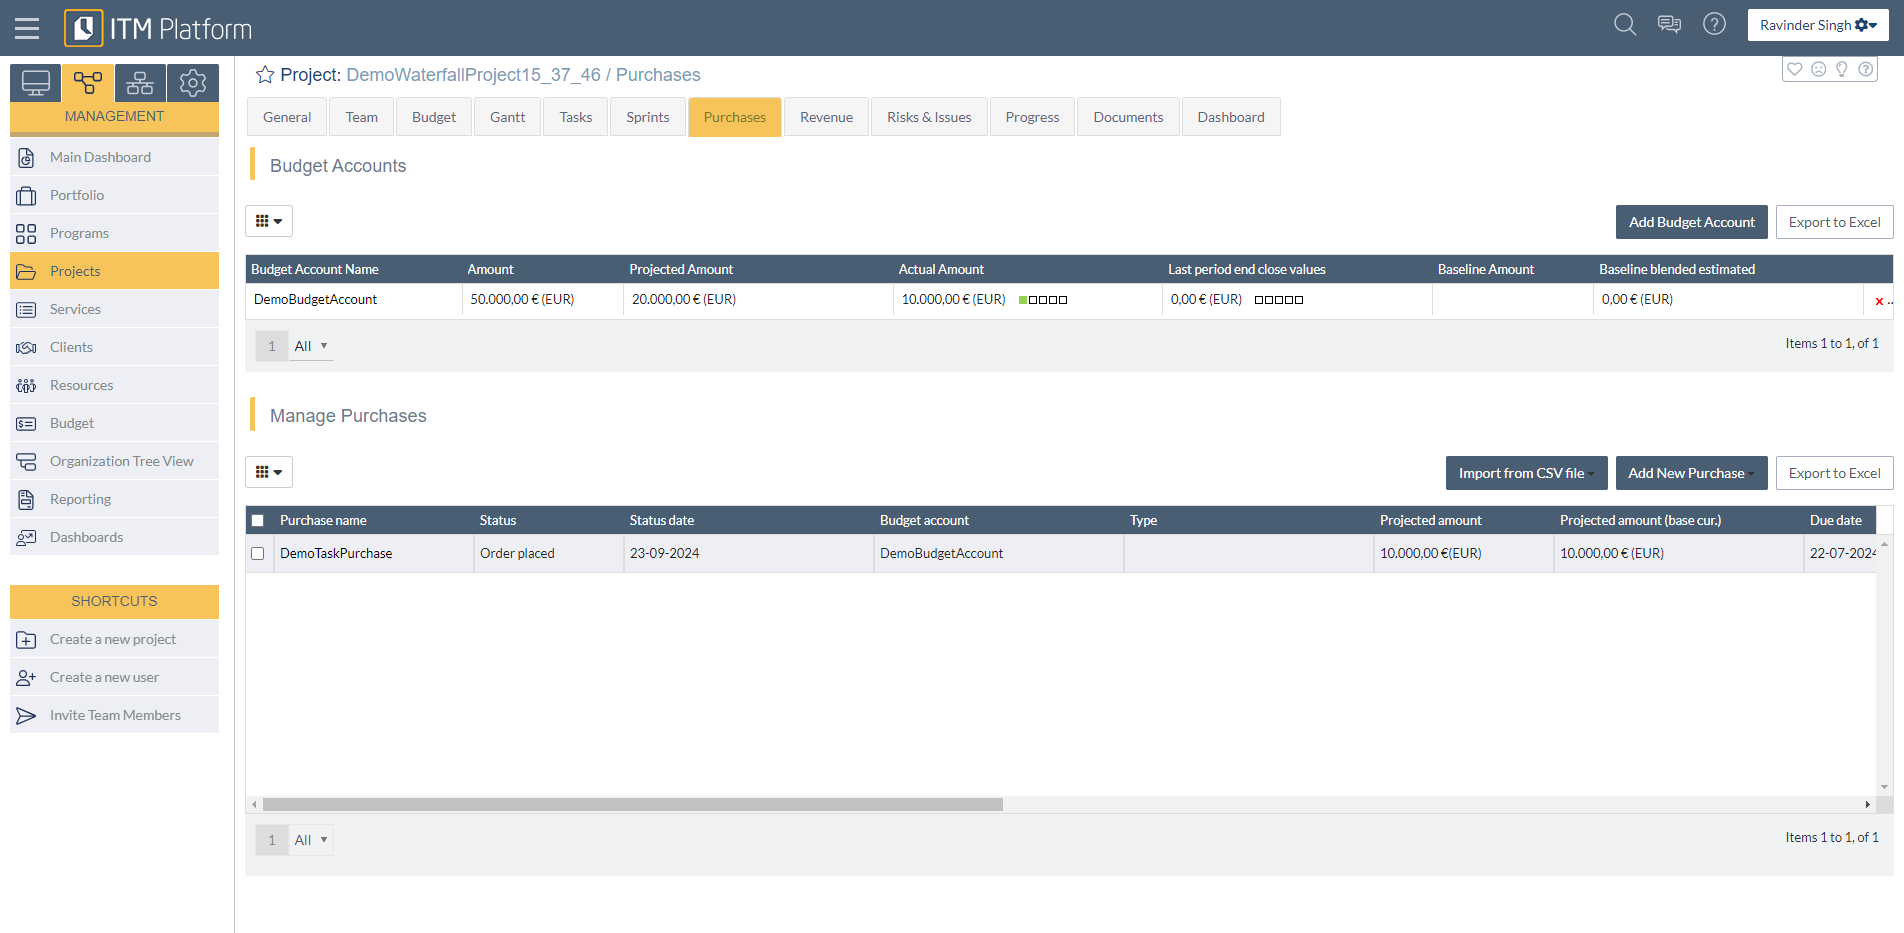 ITM Platform
Ravinder Singh
MANAGEMENT
Main Dashboard
Portfolio
Programs
Projects
Services
Clients
Resources
Budget
Organization Tree View
Reporting
Dashboards
SHORTCUTS
Create a new project
Create a new user
Invite Team Members
Project: DemoWaterfallProject15_37_46 / Purchases
General Team Budget Gantt Tasks Sprints Purchases Revenue Risks & Issues Progress Documents Dashboard
Budget Accounts
Add Budget Account Export to Excel
Budget Account Name Amount Projected Amount Actual Amount Last period end close values Baseline Amount Baseline blended estimated
DemoBudgetAccount 50.000,00 € (EUR) 20.000,00 € (EUR) 10.000,00 € (EUR) 0,00 € (EUR) 0,00 € (EUR) x ..
1 All Items 1 to 1, of 1
Manage Purchases
Import from CSV file Add New Purchase Export to Excel
Purchase name Status Status date Budget account Type Projected amount Projected amount (base cur.) Due date
DemoTaskPurchase Order placed 23-09-2024 DemoBudgetAccount 10.000,00 €(EUR) 10.000,00 € (EUR) 22-07-2024
1 All Items 1 to 1, of 1